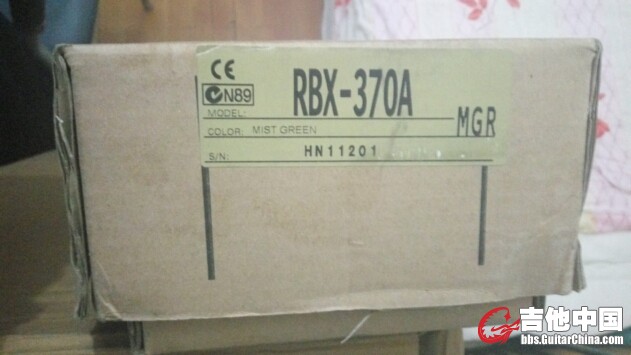 CE
N89
RBX-370A
MODEL:
MGR
COLOR: MIST GREEN
S/N: HN11201
吉他中国
bbs.GuitarChina.com